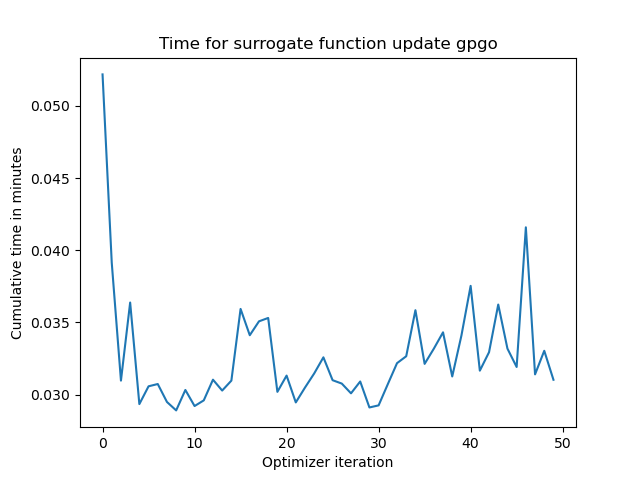 Time for surrogate function update gpgo
Cumulative time in minutes
0.050
0.045
0.040
0.035
0.030
0 10 20 30 40 50
Optimizer iteration